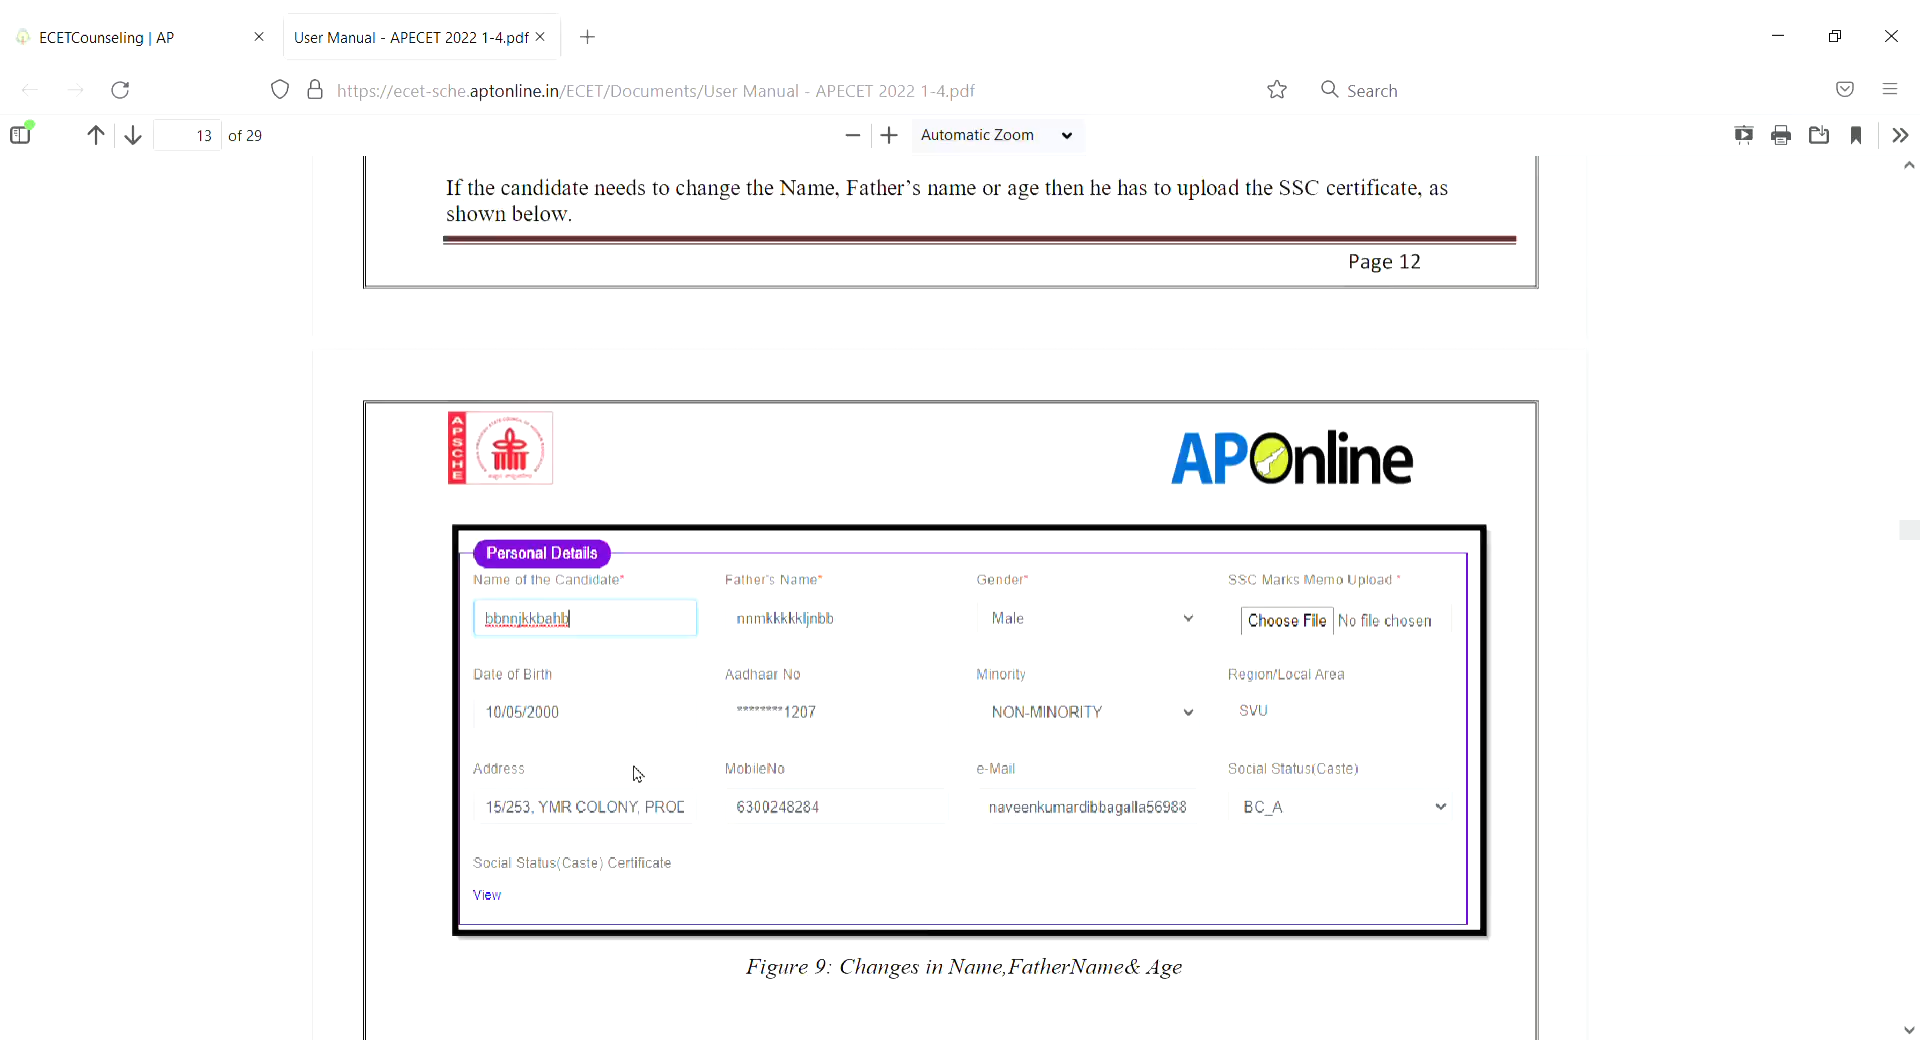 ECETCounseling | AP
User Manual - APECET 2022 1-4.pdf
https://ecet-sche.aptonline.in/ECET/Documents/User Manual - APECET 2022 1-4.pdf
Search
13 of 29
Automatic Zoom
If the candidate needs to change the Name, Father's name or age then he has to upload the SSC certificate, as
shown below.
Page 12
APSCHE
APOnline
Personal Details
Name of the Candidate* Father's Name* Gender* SSC Marks Memo Upload *
bbnnjkkbahb nnmkkkkkljnbb Male Choose File No file chosen
Date of Birth Aadhaar No Minority Region/Local Area
10/05/2000 ********1207 NON-MINORITY SVU
Address MobileNo e-Mail Social Status(Caste)
15/253, YMR COLONY, PROD 6300248284 naveenkumardibbagalla56988 BC_A
Social Status(Caste) Certificate
View
Figure 9: Changes in Name,FatherName& Age